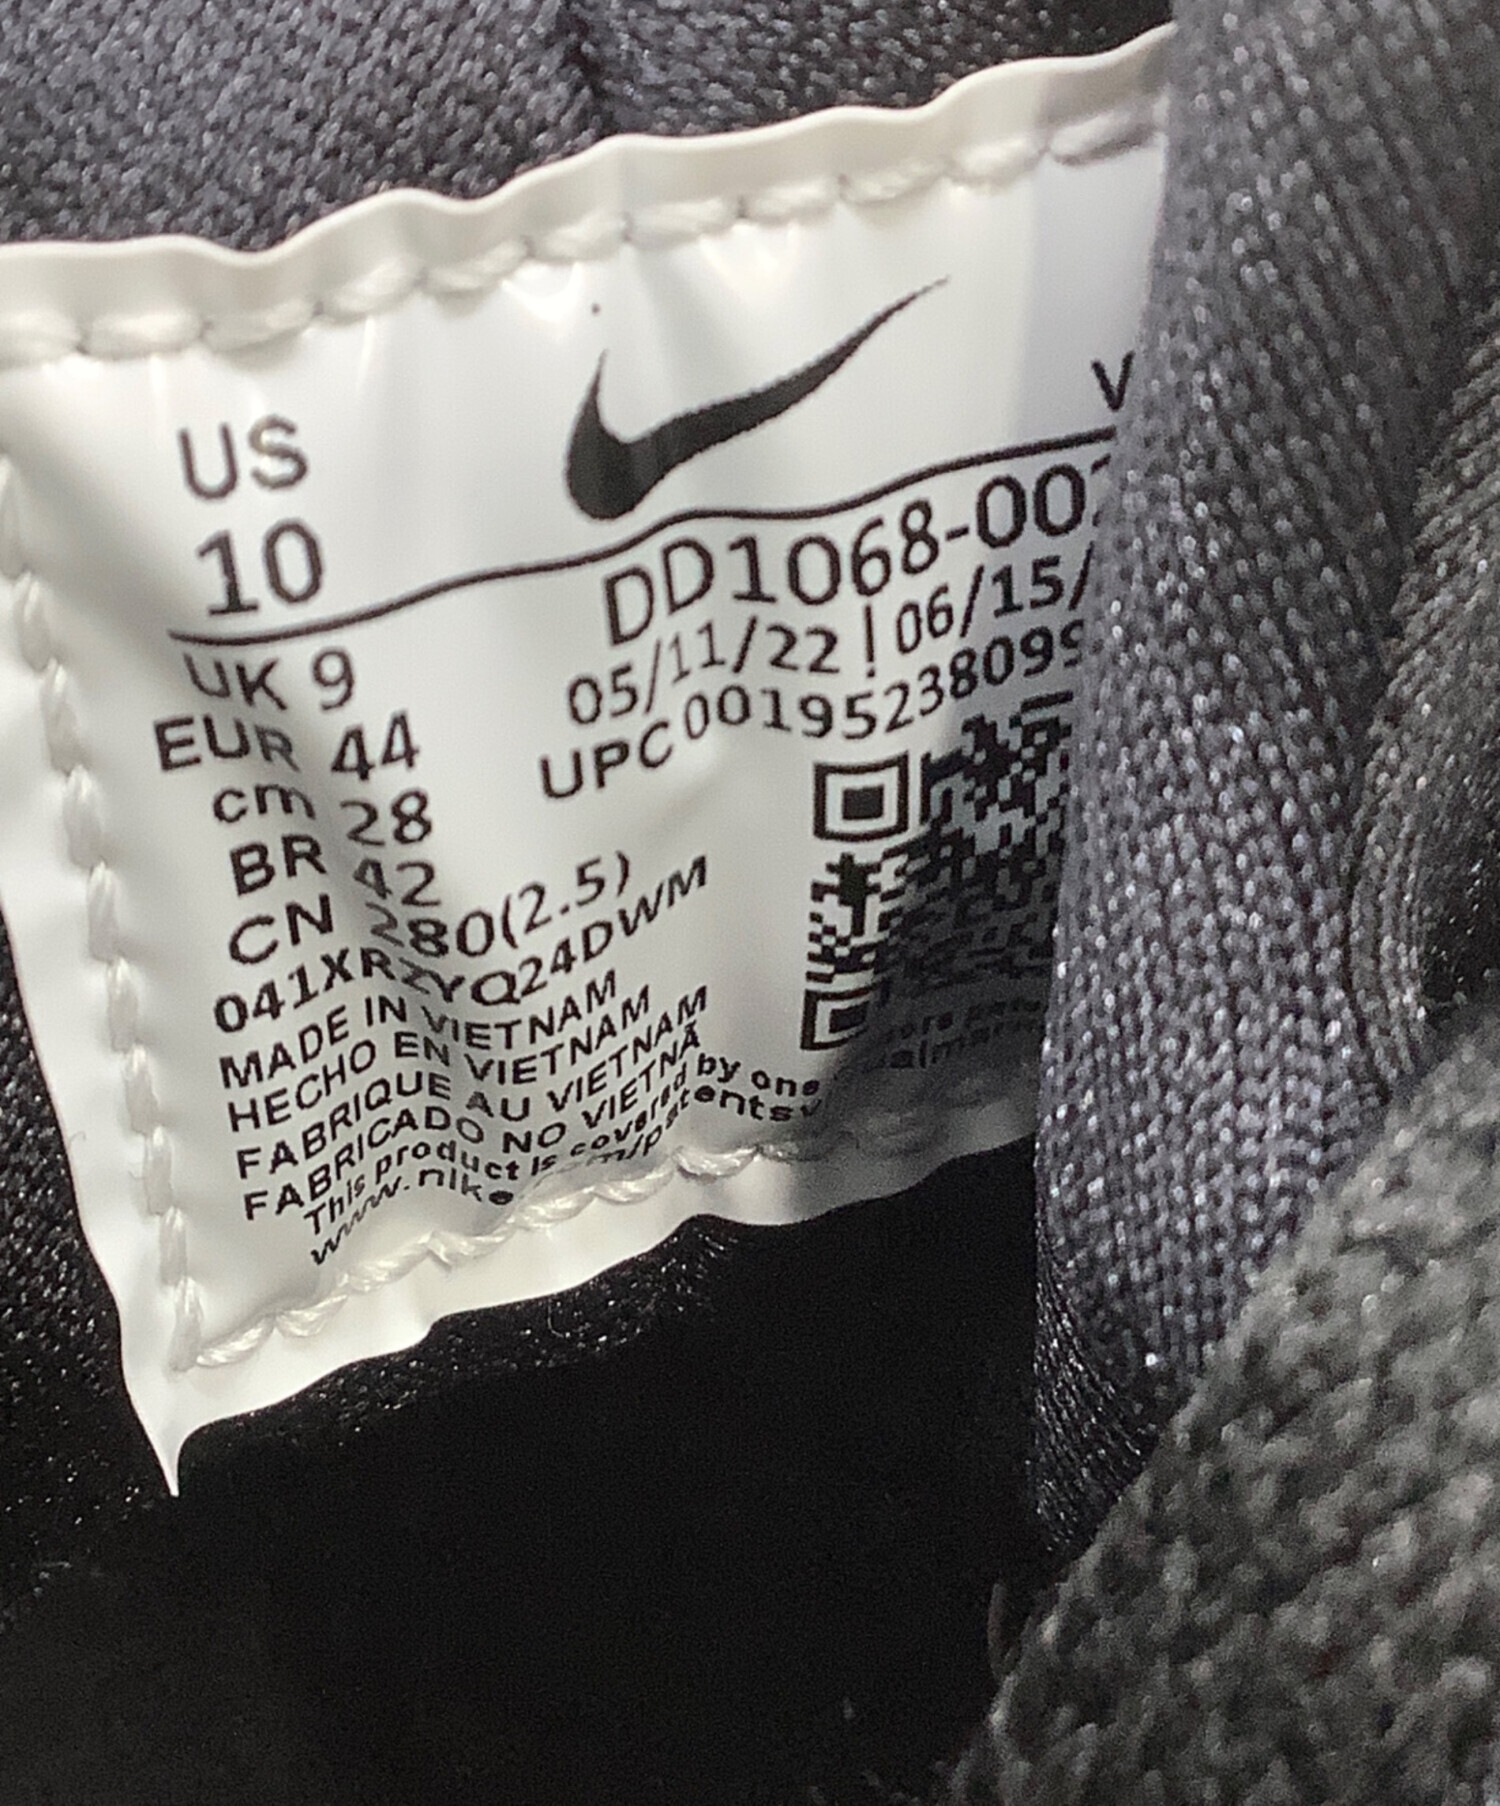 US
10
UK 9
EUR 44
cm 28
BR 42
CN 280(2.5)
041XRZYQ24DWM
MADE IN VIETNAM
HECHO EN VIETNAM
FABRIQUE AU VIETNAM
FABRICADO NO VIETNÃ
This product is covered by one
www.nike
V
DD1068-00
05/11/22 | 06/15/
UPC00195238099